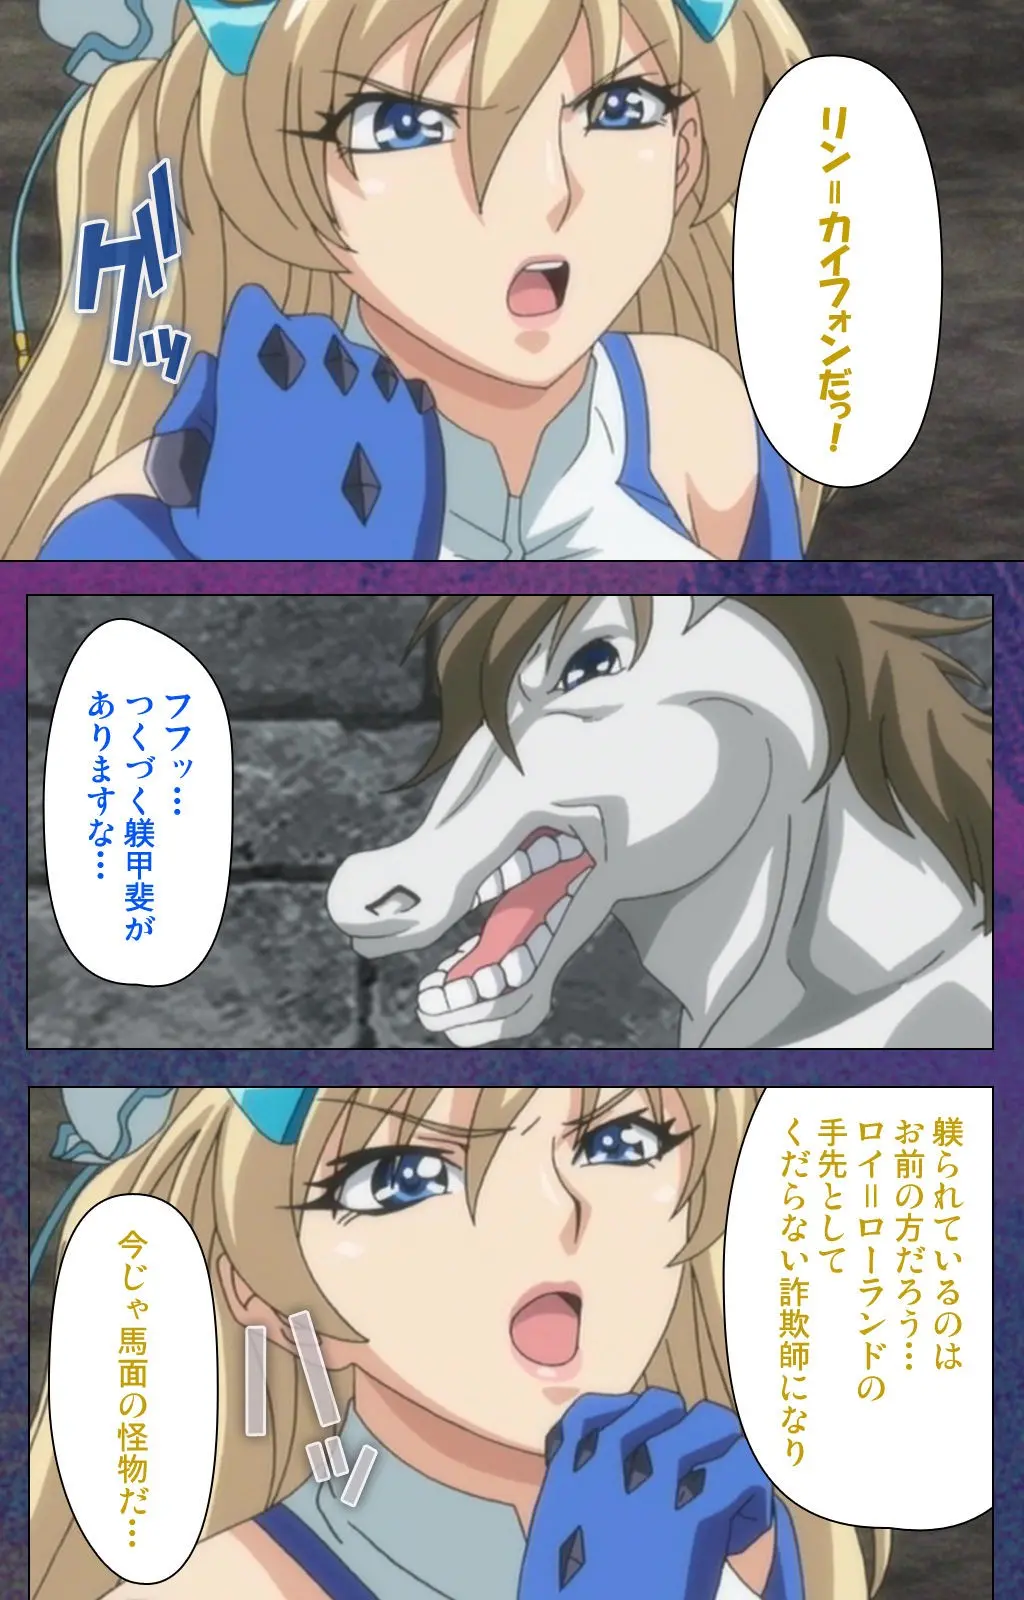 リン＝カイフォンだっ！
グッ
フフッ…
つくづく躾甲斐が
ありますな…
躾られているのは
お前の方だろう…
ロイ＝ローランドの
手先として
くだらない詐欺師になり
今じゃ馬面の怪物だ…
ハッ